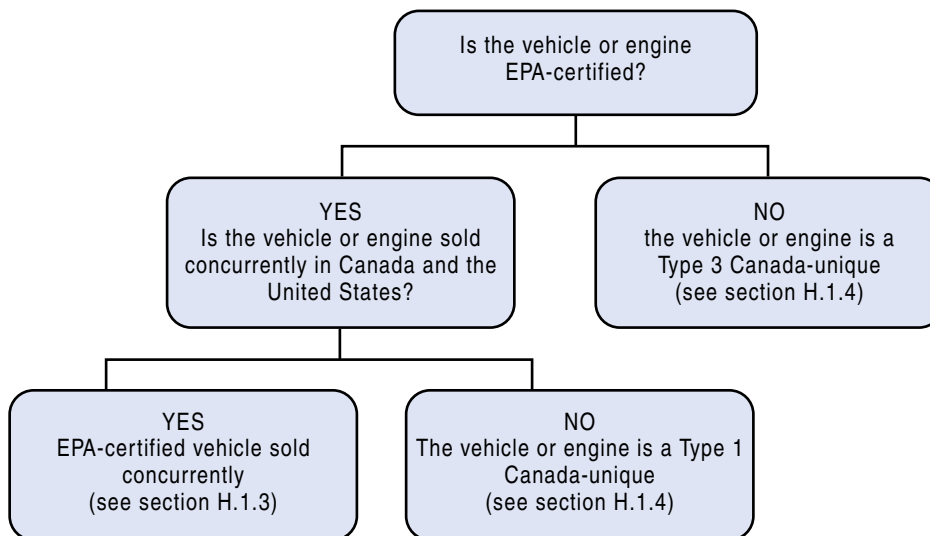 Is the vehicle or engine
EPA-certified?
YES
Is the vehicle or engine sold
concurrently in Canada and the
United States?
NO
the vehicle or engine is a
Type 3 Canada-unique
(see section H.1.4)
YES
EPA-certified vehicle sold
concurrently
(see section H.1.3)
NO
The vehicle or engine is a Type 1
Canada-unique
(see section H.1.4)